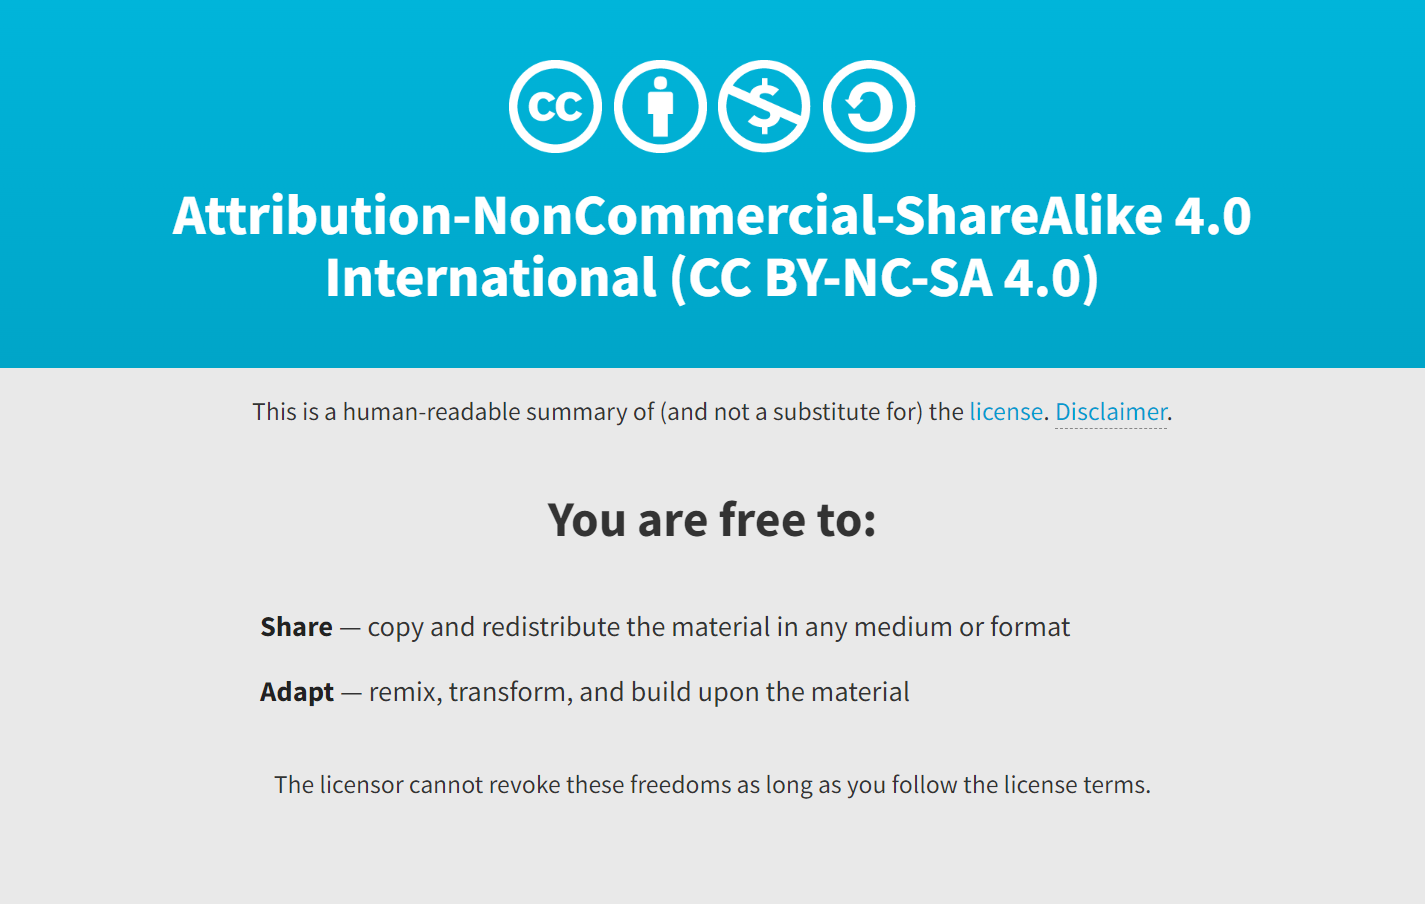 cc
Attribution-NonCommercial-ShareAlike 4.0
International (CC BY-NC-SA 4.0)
This is a human-readable summary of (and not a substitute for) the license. Disclaimer.
You are free to:
Share — copy and redistribute the material in any medium or format
Adapt — remix, transform, and build upon the material
The licensor cannot revoke these freedoms as long as you follow the license terms.